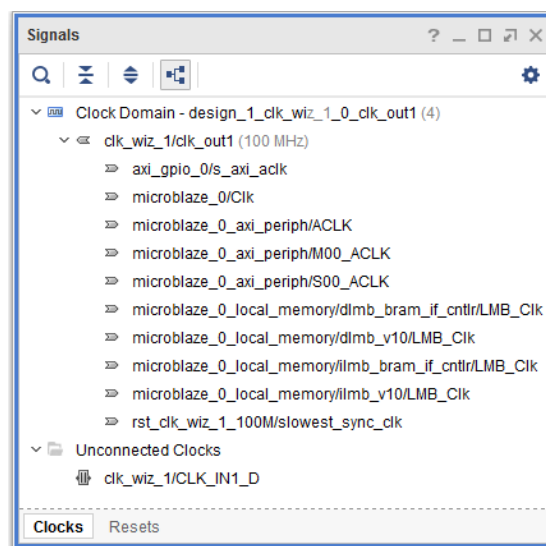 Signals
Clock Domain - design_1_clk_wiz_1_0_clk_out1 (4)
clk_wiz_1/clk_out1 (100 MHz)
axi_gpio_0/s_axi_aclk
microblaze_0/Clk
microblaze_0_axi_periph/ACLK
microblaze_0_axi_periph/M00_ACLK
microblaze_0_axi_periph/S00_ACLK
microblaze_0_local_memory/dlmb_bram_if_cntlr/LMB_Clk
microblaze_0_local_memory/dlmb_v10/LMB_Clk
microblaze_0_local_memory/ilmb_bram_if_cntlr/LMB_Clk
microblaze_0_local_memory/ilmb_v10/LMB_Clk
rst_clk_wiz_1_100M/slowest_sync_clk
Unconnected Clocks
clk_wiz_1/CLK_IN1_D
Clocks Resets